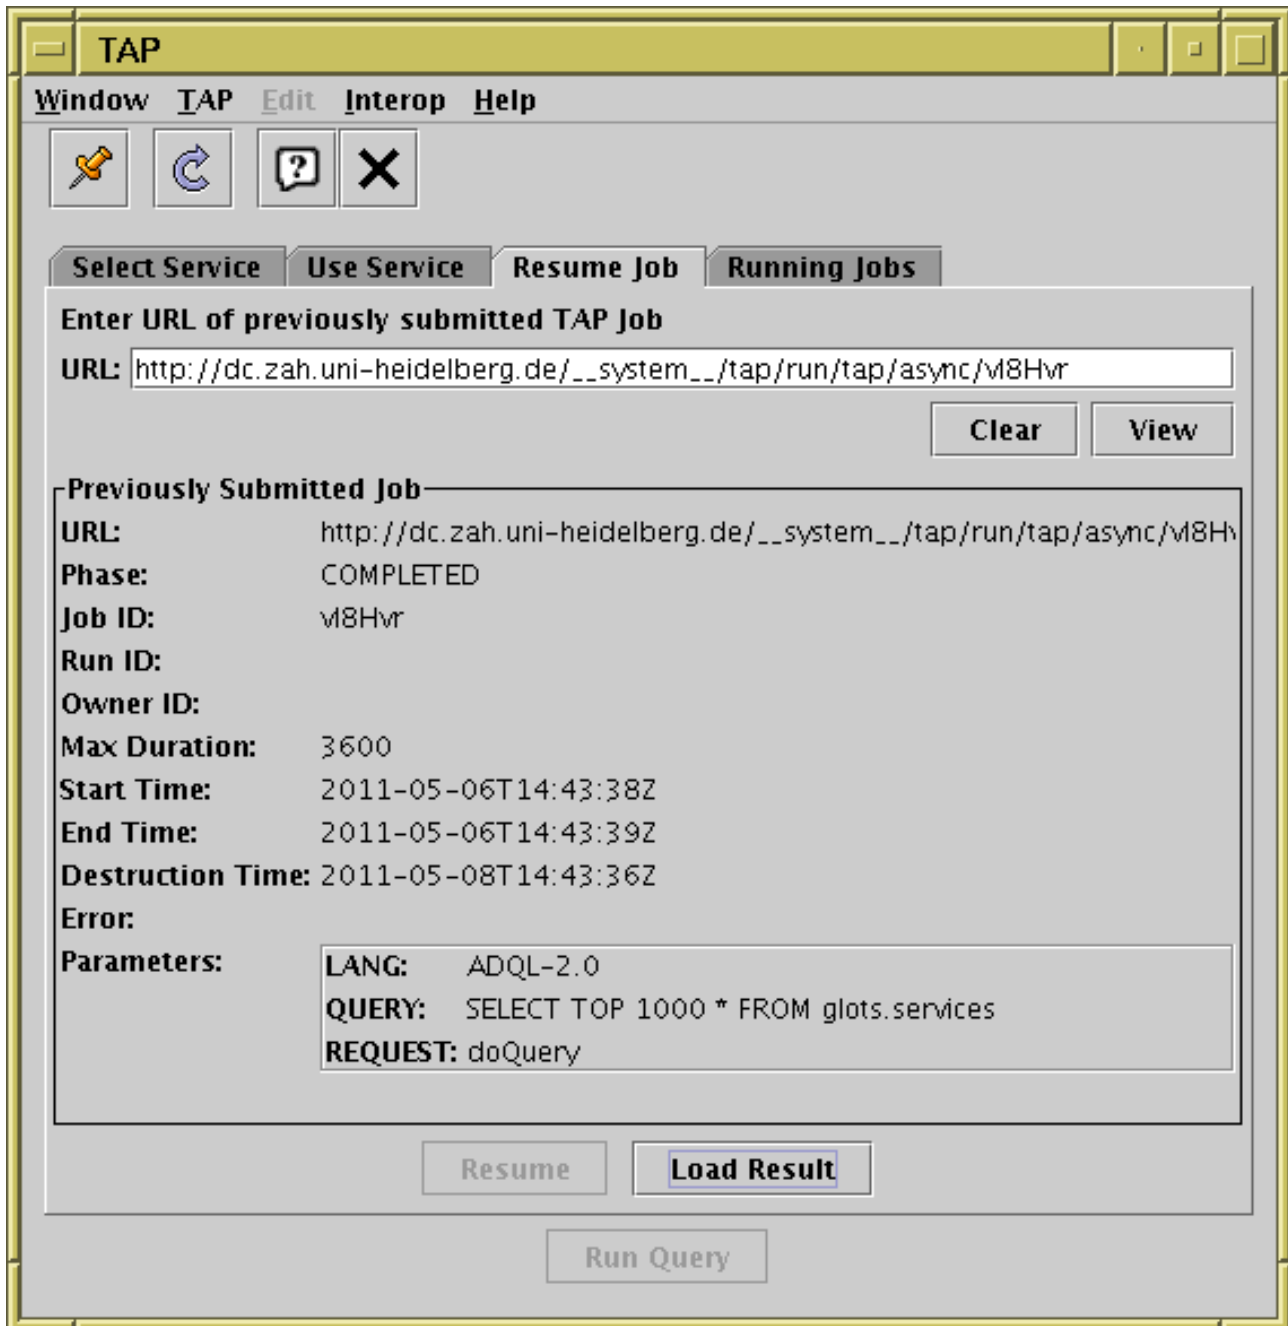 TAP
Window TAP Edit Interop Help
Select Service Use Service Resume Job Running Jobs
Enter URL of previously submitted TAP Job
URL: http://dc.zah.uni-heidelberg.de/__system__/tap/run/tap/async/vl8Hvr
Clear View
Previously Submitted Job
URL: http://dc.zah.uni-heidelberg.de/__system__/tap/run/tap/async/vl8Hv
Phase: COMPLETED
Job ID: vl8Hvr
Run ID:
Owner ID:
Max Duration: 3600
Start Time: 2011-05-06T14:43:38Z
End Time: 2011-05-06T14:43:39Z
Destruction Time: 2011-05-08T14:43:36Z
Error:
Parameters: LANG: ADQL-2.0
QUERY: SELECT TOP 1000 * FROM glots.services
REQUEST: doQuery
Resume Load Result
Run Query